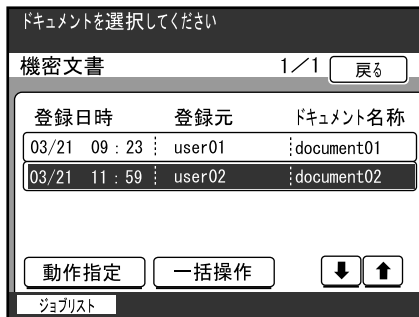 ドキュメントを選択してください
機密文書 1／1 戻る
登録日時 登録元 ドキュメント名称
03/21 09：23 user01 document01
03/21 11：59 user02 document02
動作指定 一括操作
ジョブリスト